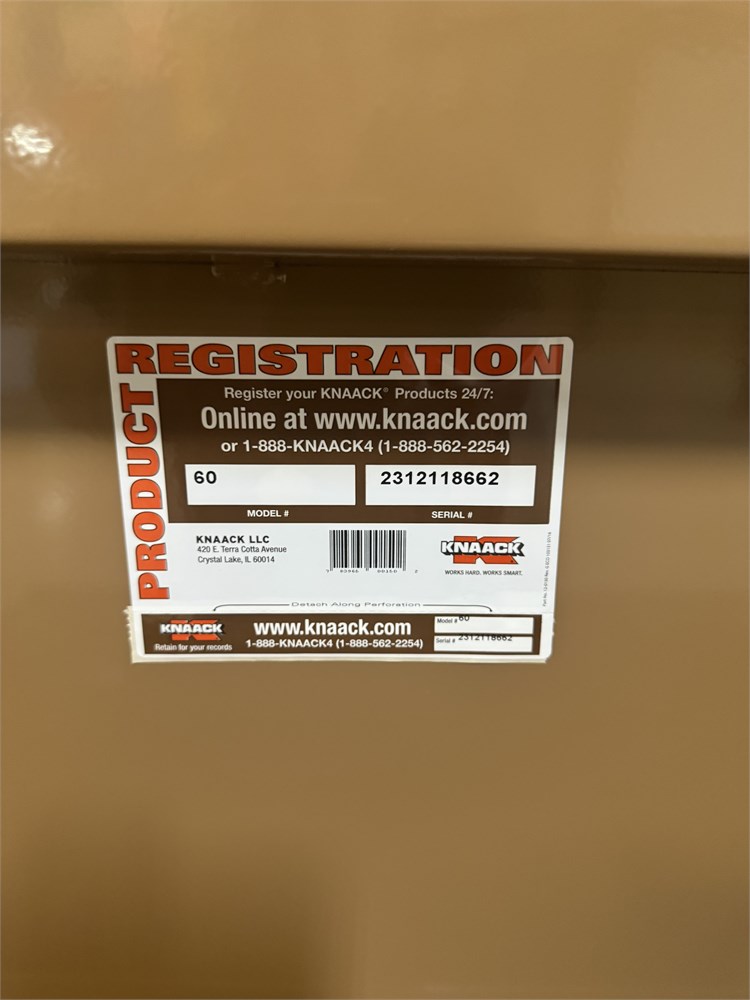 PRODUCT REGISTRATION
Register your KNAACK® Products 24/7:
Online at www.knaack.com
or 1-888-KNAACK4 (1-888-562-2254)
60
2312118662
MODEL #
SERIAL #
KNAACK LLC
420 E. Terra Cotta Avenue
Crystal Lake, IL 60014
KNAACK
WORKS HARD. WORKS SMART.
Detach Along Perforation
KNAACK
Retain for your records
www.knaack.com
1-888-KNAACK4 (1-888-562-2254)
Model # 60
Serial # 2312118662